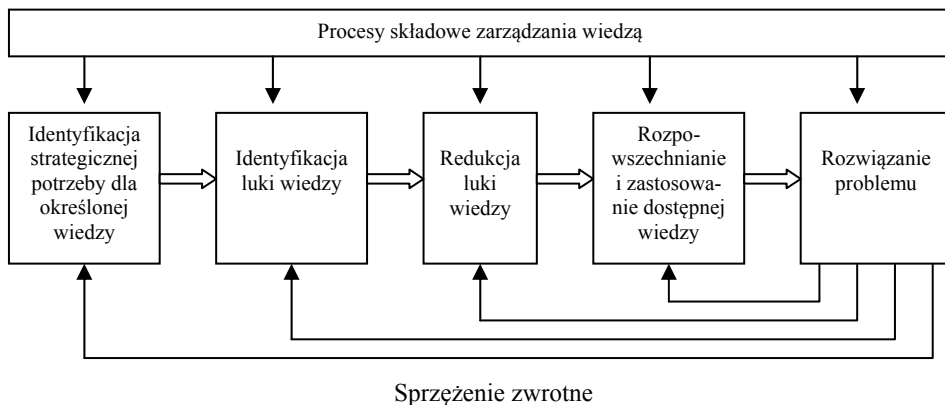 Procesy składowe zarządzania wiedzą
Identyfikacja
strategicznej
potrzeby dla
określonej
wiedzy
Identyfikacja
luki wiedzy
Redukcja
luki
wiedzy
Rozpo-
wszechnianie
i zastosowa-
nie dostępnej
wiedzy
Rozwiązanie
problemu
Sprzężenie zwrotne